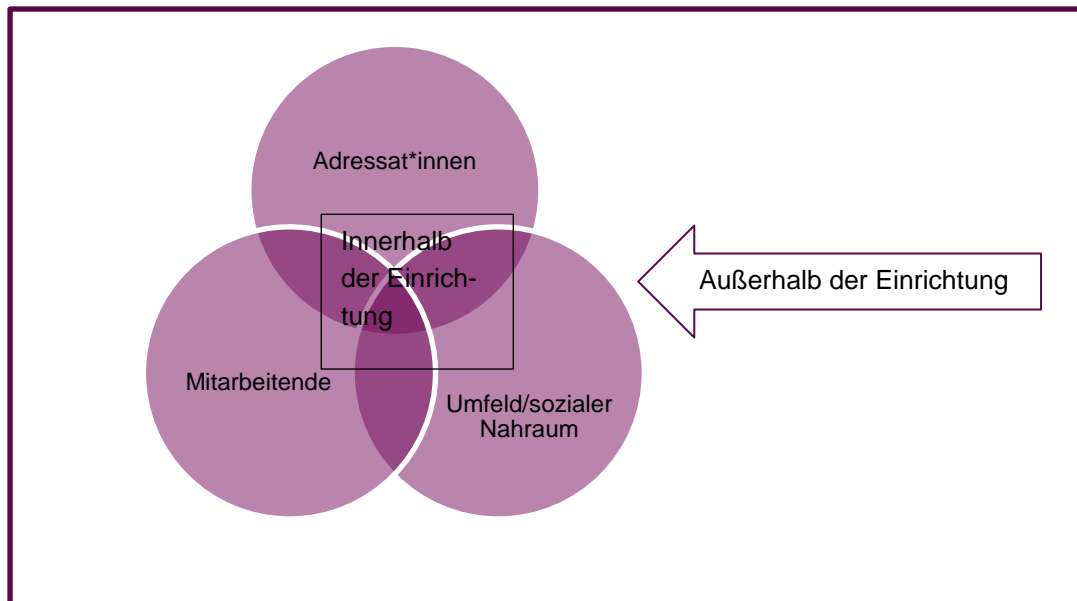 Adressat*innen
Innerhalb
der Einrich-
tung
Außerhalb der Einrichtung
Mitarbeitende
Umfeld/sozialer
Nahraum